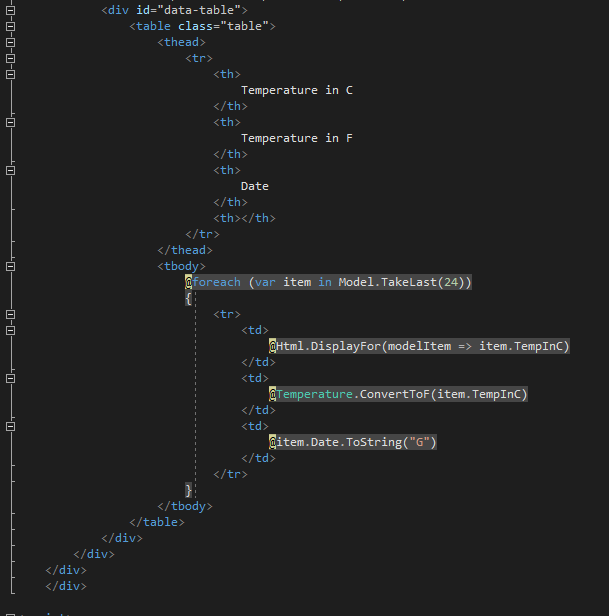 <div id="data-table">
<table class="table">
<thead>
<tr>
<th>
Temperature in C
</th>
<th>
Temperature in F
</th>
<th>
Date
</th>
<th></th>
</tr>
</thead>
<tbody>
@foreach (var item in Model.TakeLast(24))
{
<tr>
<td>
@Html.DisplayFor(modelItem => item.TempInC)
</td>
<td>
@Temperature.ConvertToF(item.TempInC)
</td>
<td>
@item.Date.ToString("G")
</td>
</tr>
}
</tbody>
</table>
</div>
</div>
</div>
</div>